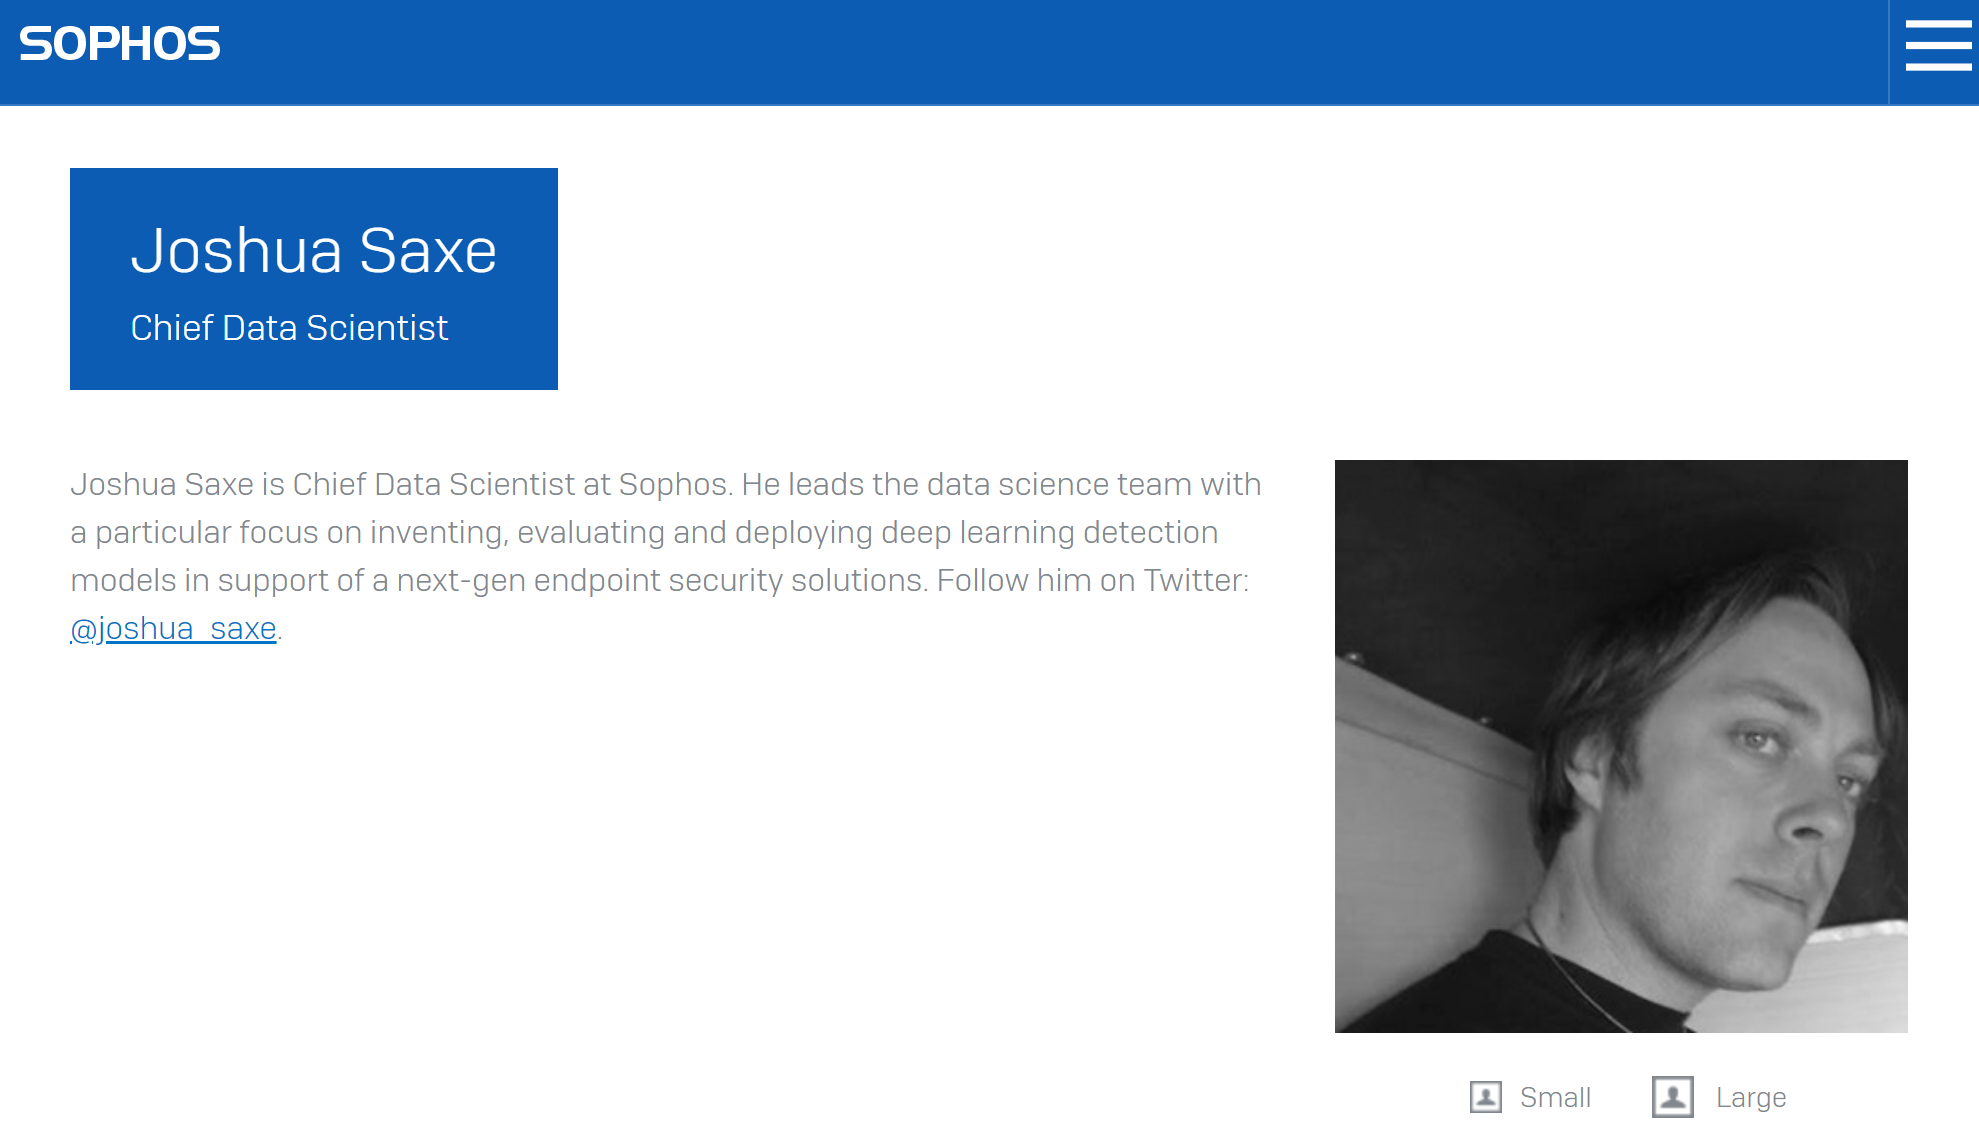 SOPHOS
Joshua Saxe
Chief Data Scientist
Joshua Saxe is Chief Data Scientist at Sophos. He leads the data science team with
a particular focus on inventing, evaluating and deploying deep learning detection
models in support of a next-gen endpoint security solutions. Follow him on Twitter:
@joshua_saxe.
Small
Large